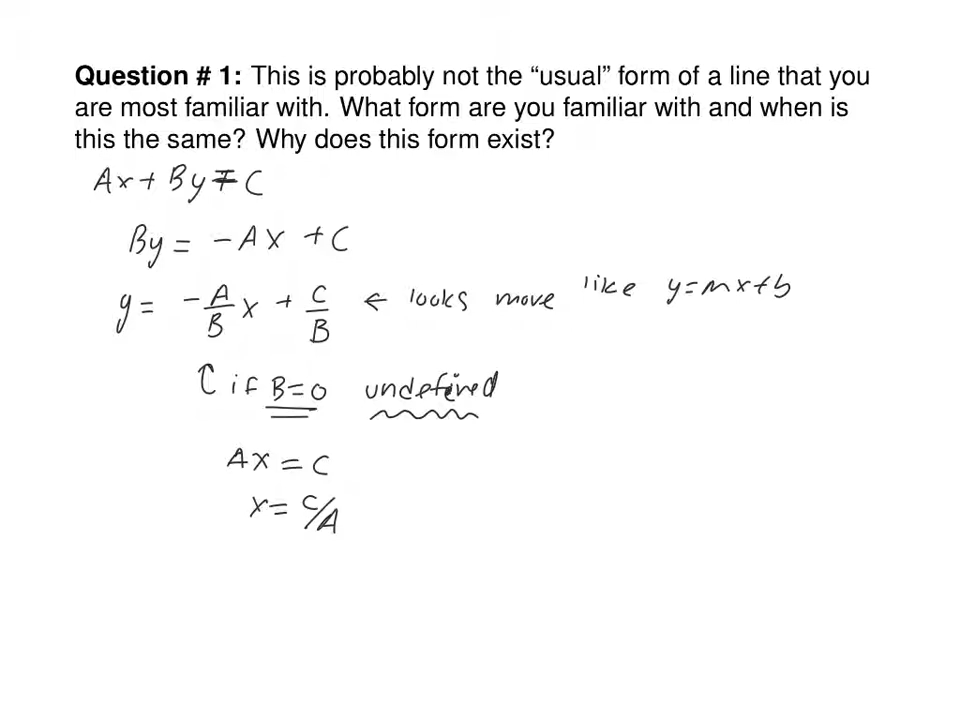 Question # 1: This is probably not the “usual” form of a line that you
are most familiar with. What form are you familiar with and when is
this the same? Why does this form exist?
Ax + By = C
By = -AX + C
y = -A/B x + C/B ← looks more like y=mx+b
↑ if B=0 undefined
AX = C
x = C/A